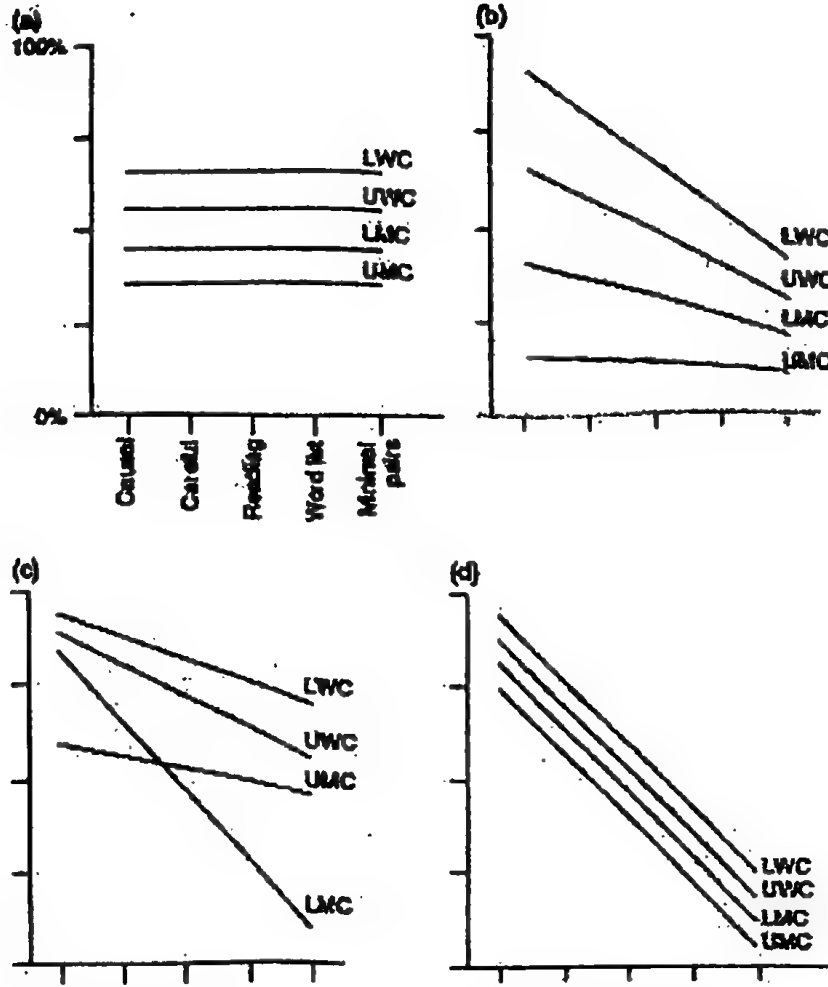 (a)
100%
LWC
UWC
LMC
UMC
0%
Causal
Careful
Reading
Word list
Minimal
pairs
(b)
LWC
UWC
LMC
UMC
(c)
LWC
UWC
UMC
LMC
(d)
LWC
UWC
LMC
UMC